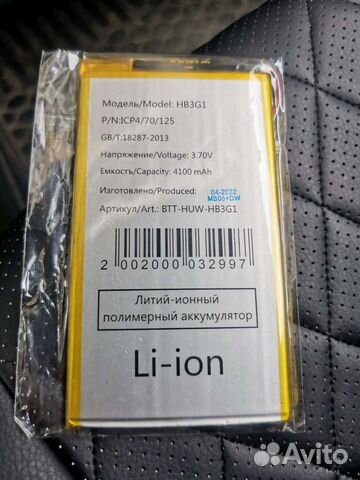 Модель/Model: HB3G1
P/N:ICP4/70/125
GB/T:18287-2013
Напряжение/Voltage: 3.70V
Емкость/Capacity: 4100 mAh
Изготовлено/Produced: 04-2022
MB06+DW
Артикул/Art.: BTT-HUW-HB3G1
2 002000 032997
Литий-ионный
полимерный аккумулятор
Li-ion
Avito